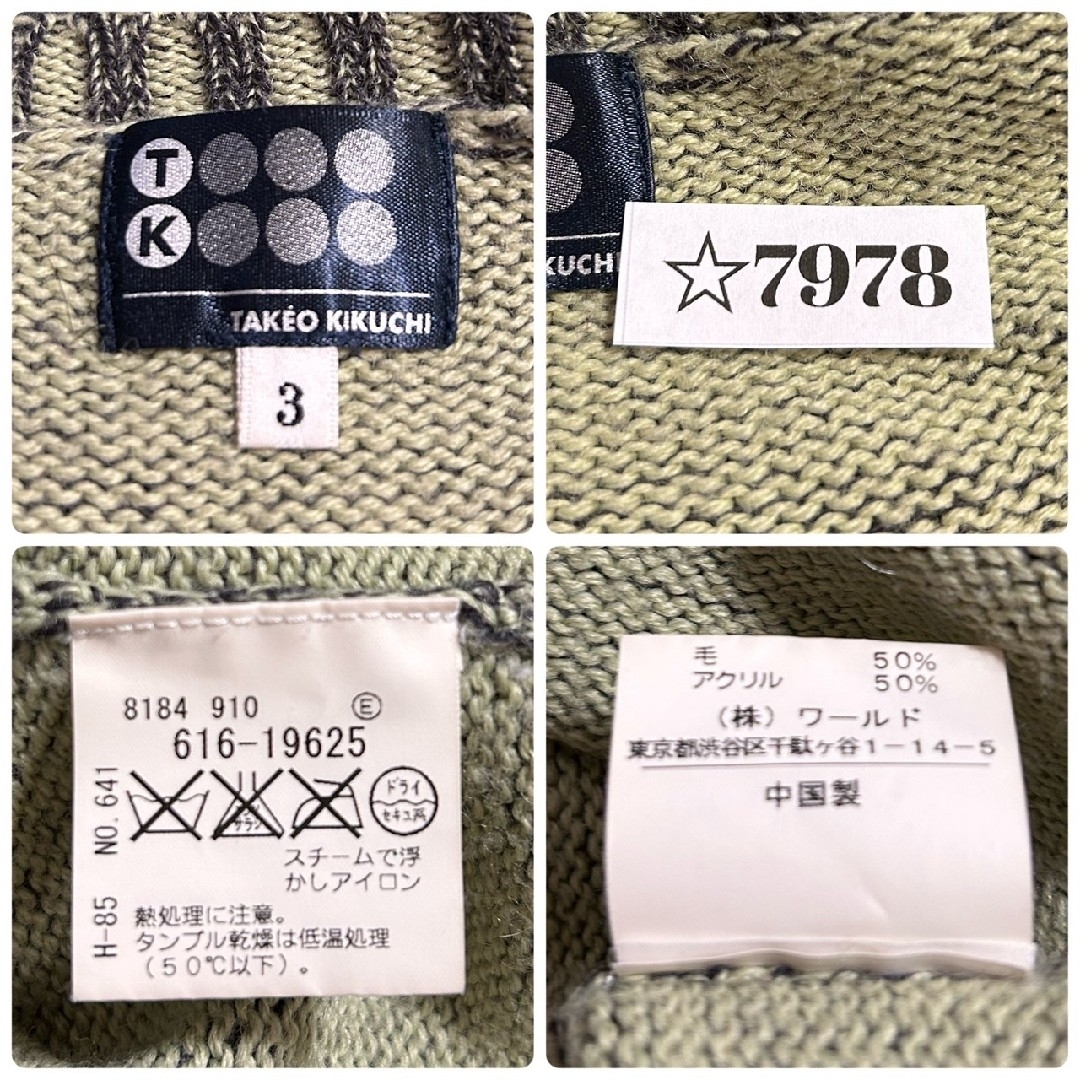 T
K
TAKÉO KIKUCHI
3
KUCHI
☆7978
8184 910 Ⓔ
616-19625
NO. 641
H-85
サラシ
ドライ
セキユ系
スチームで浮
かしアイロン
熱処理に注意。
タンブル乾燥は低温処理
(50℃以下)。
毛 50%
アクリル 50%
(株)ワールド
東京都渋谷区千駄ヶ谷1-14-5
中国製